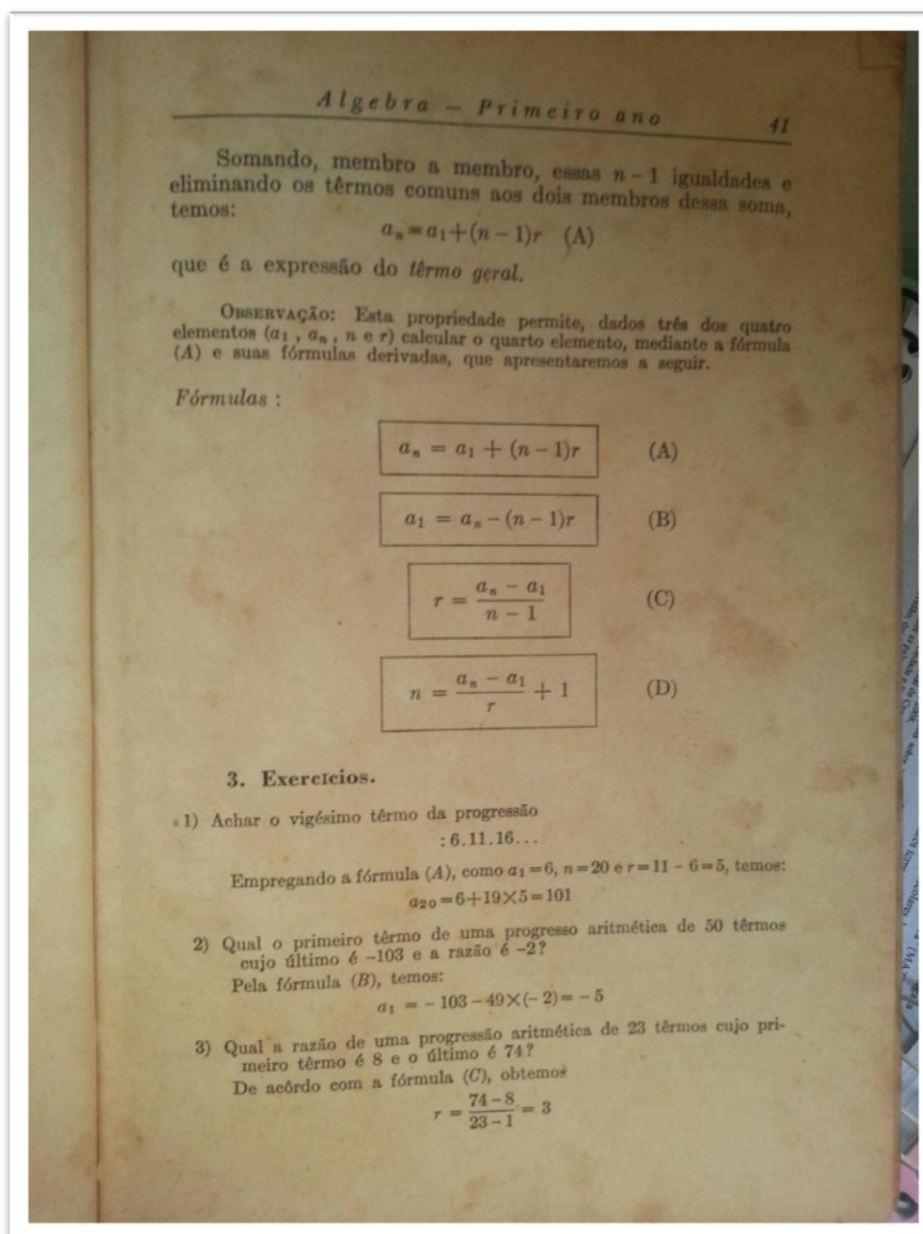 Algebra — Primeiro ano 41
Somando, membro a membro, essas n − 1 igualdades e
eliminando os têrmos comuns aos dois membros dessa soma,
temos:
aₙ = a₁ + (n − 1)r (A)
que é a expressão do têrmo geral.
OBSERVAÇÃO: Esta propriedade permite, dados três dos quatro
elementos (a₁ , aₙ , n e r) calcular o quarto elemento, mediante a fórmula
(A) e suas fórmulas derivadas, que apresentaremos a seguir.
Fórmulas :
aₙ = a₁ + (n − 1)r (A)
a₁ = aₙ − (n − 1)r (B)
r = (aₙ − a₁)/(n − 1) (C)
n = (aₙ − a₁)/r + 1 (D)
3. Exercícios.
1) Achar o vigésimo têrmo da progressão
: 6 . 11 . 16 . . .
Empregando a fórmula (A), como a₁ = 6, n = 20 e r = 11 − 6 = 5, temos:
a₂₀ = 6 + 19 × 5 = 101
2) Qual o primeiro têrmo de uma progresso aritmética de 50 têrmos
cujo último é −103 e a razão é −2?
Pela fórmula (B), temos:
a₁ = − 103 − 49 × (− 2) = − 5
3) Qual a razão de uma progressão aritmética de 23 têrmos cujo pri-
meiro têrmo é 8 e o último é 74?
De acôrdo com a fórmula (C), obtemos
r = (74 − 8)/(23 − 1) = 3